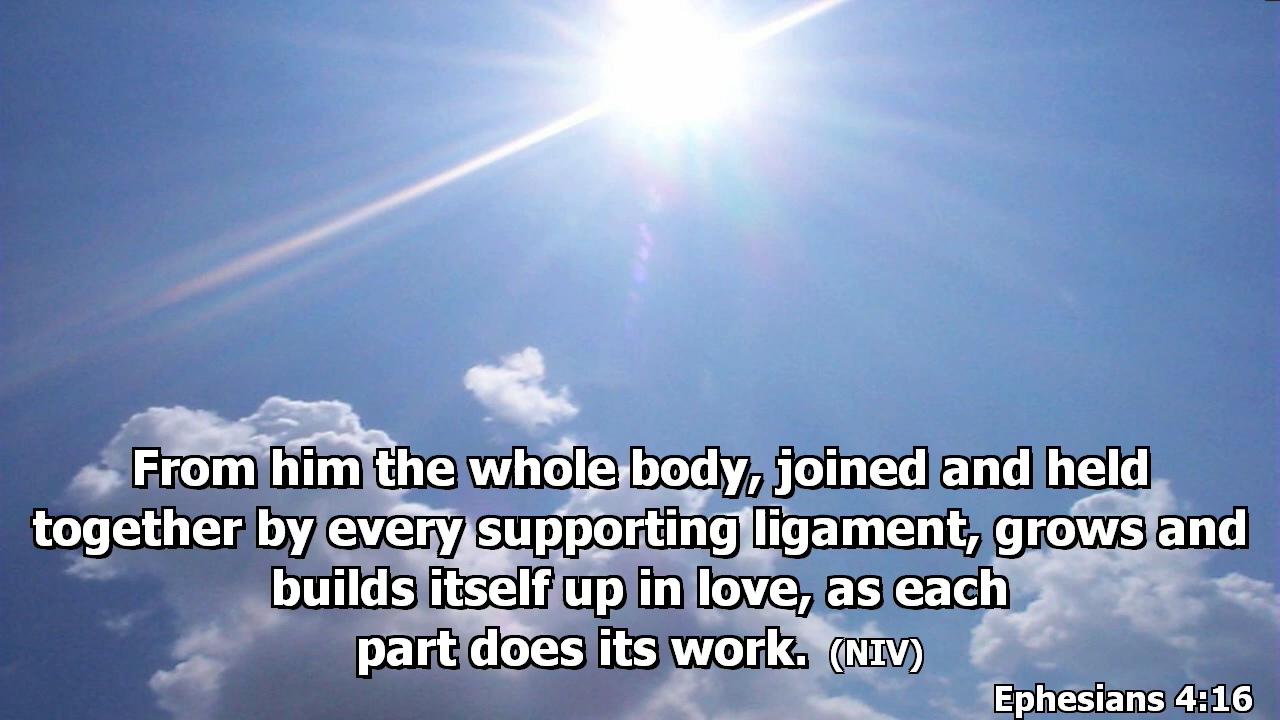 From him the whole body, joined and held
together by every supporting ligament, grows and
builds itself up in love, as each
part does its work. (NIV)
Ephesians 4:16